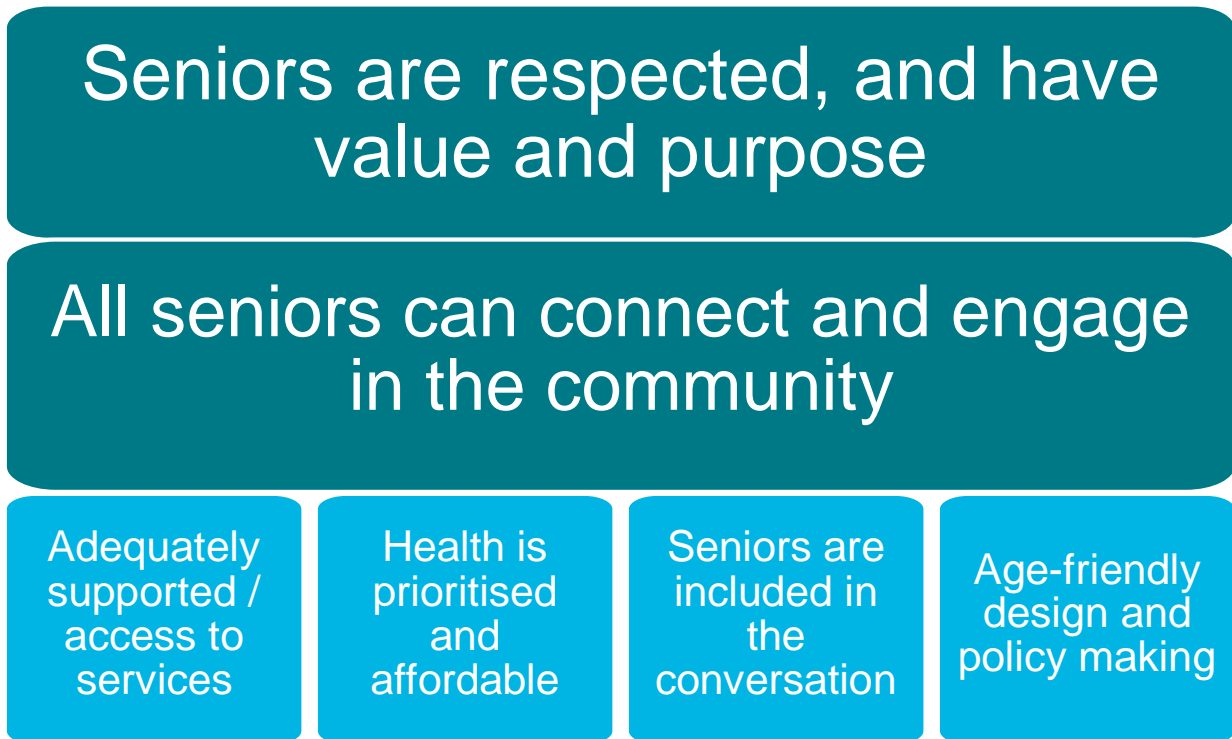 Seniors are respected, and have
value and purpose
All seniors can connect and engage
in the community
Adequately
supported /
access to
services
Health is
prioritised
and
affordable
Seniors are
included in
the
conversation
Age-friendly
design and
policy making